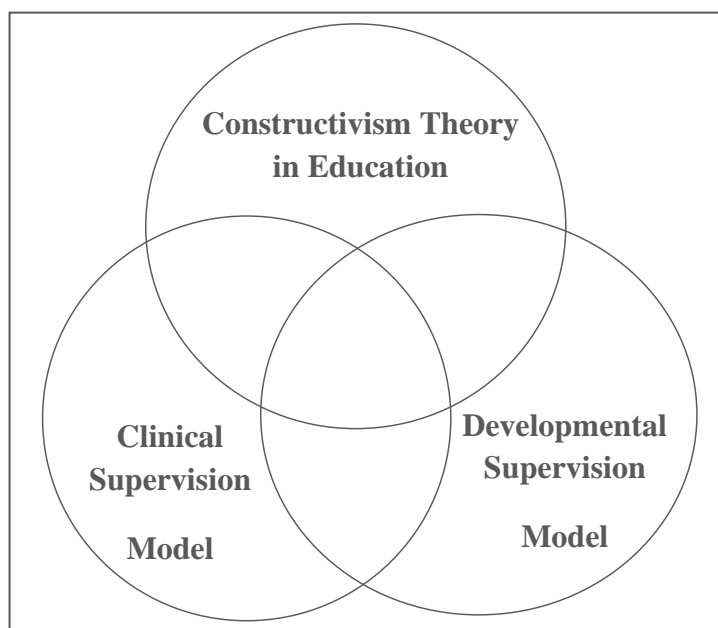 Constructivism Theory
in Education
Clinical
Supervision
Model
Developmental
Supervision
Model